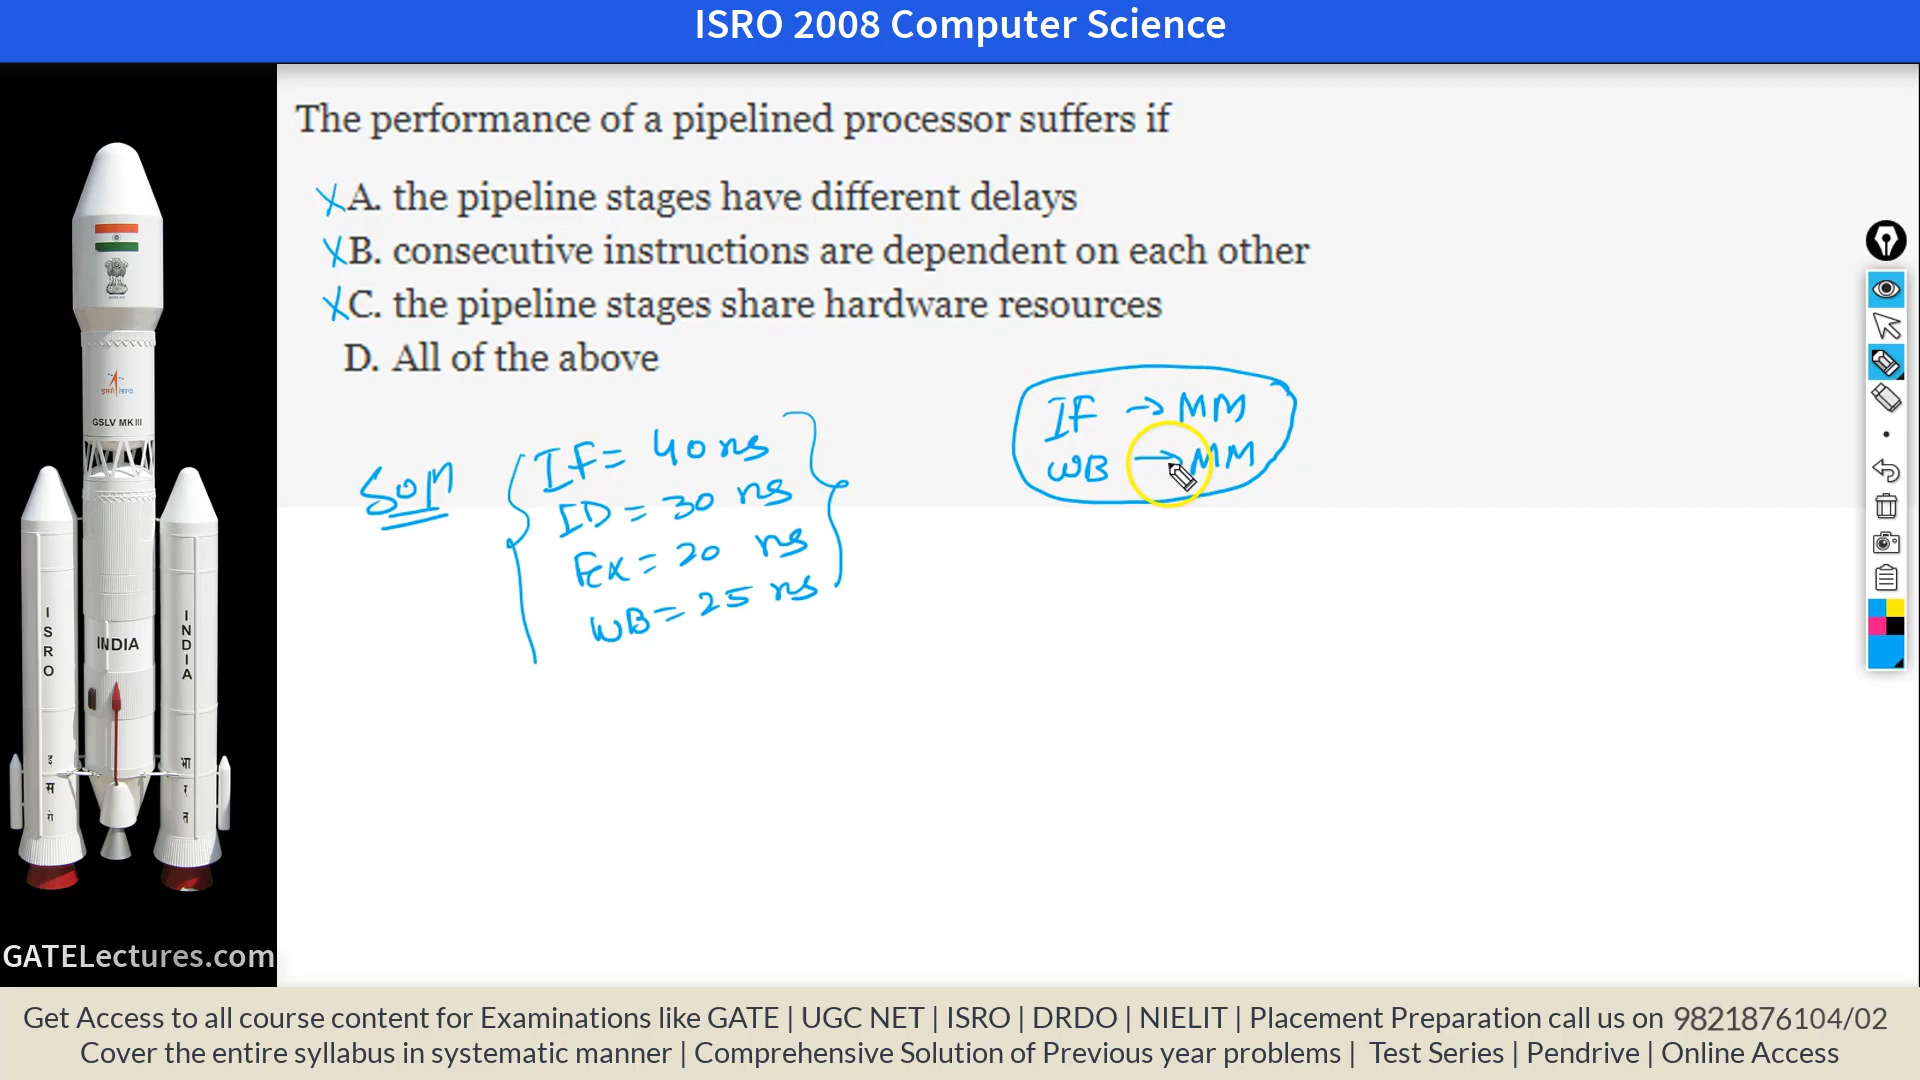 ISRO 2008 Computer Science
The performance of a pipelined processor suffers if
X A. the pipeline stages have different delays
X B. consecutive instructions are dependent on each other
X C. the pipeline stages share hardware resources
D. All of the above
IF → MM
WB → MM
Sol
IF = 40 ns
ID = 30 ns
Ex = 20 ns
WB = 25 ns
इसरो isro
GSLV MK III
INDIA
ISRO
INDIA
GATELectures.com
Get Access to all course content for Examinations like GATE | UGC NET | ISRO | DRDO | NIELIT | Placement Preparation call us on 9821876104/02
Cover the entire syllabus in systematic manner | Comprehensive Solution of Previous year problems | Test Series | Pendrive | Online Access